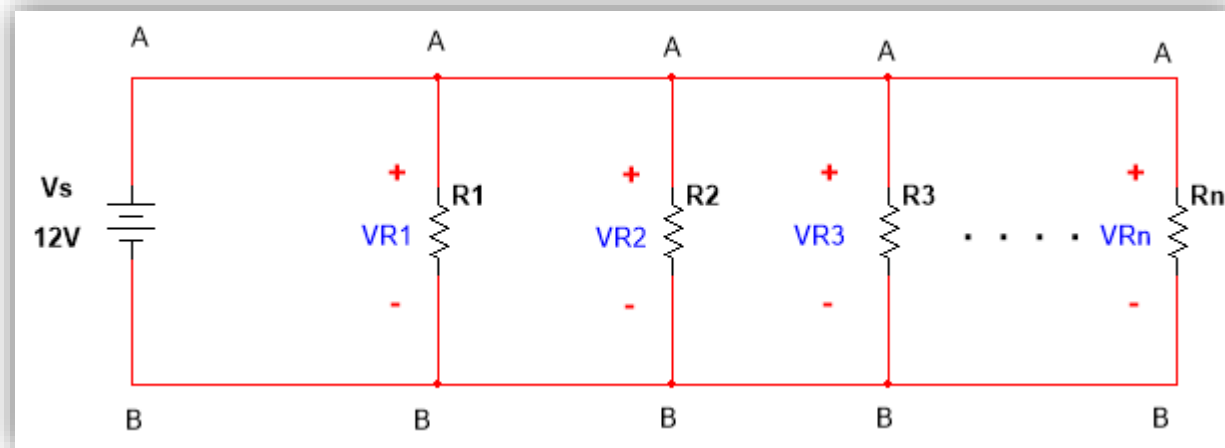 A A A A A
+ + + +
Vs R1 R2 R3 Rn
12V VR1 VR2 VR3 . . . . VRn
- - - -
B B B B B